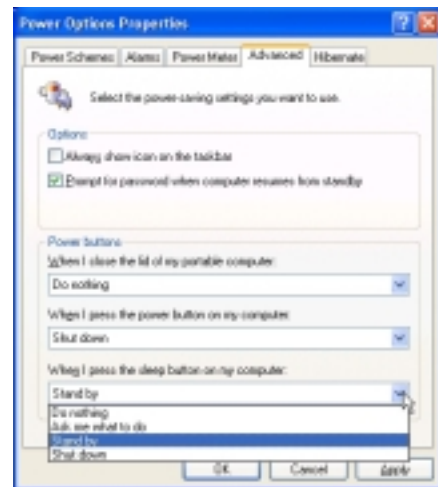 Power Options Properties
Power Schemes Alarms Power Meter Advanced Hibernate
Select the power-saving settings you want to use.
Options
Always show icon on the taskbar
Prompt for password when computer resumes from standby
Power buttons
When I close the lid of my portable computer:
Do nothing
When I press the power button on my computer:
Shut down
When I press the sleep button on my computer:
Stand by
Do nothing
Ask me what to do
Stand by
Shut down
OK Cancel Apply